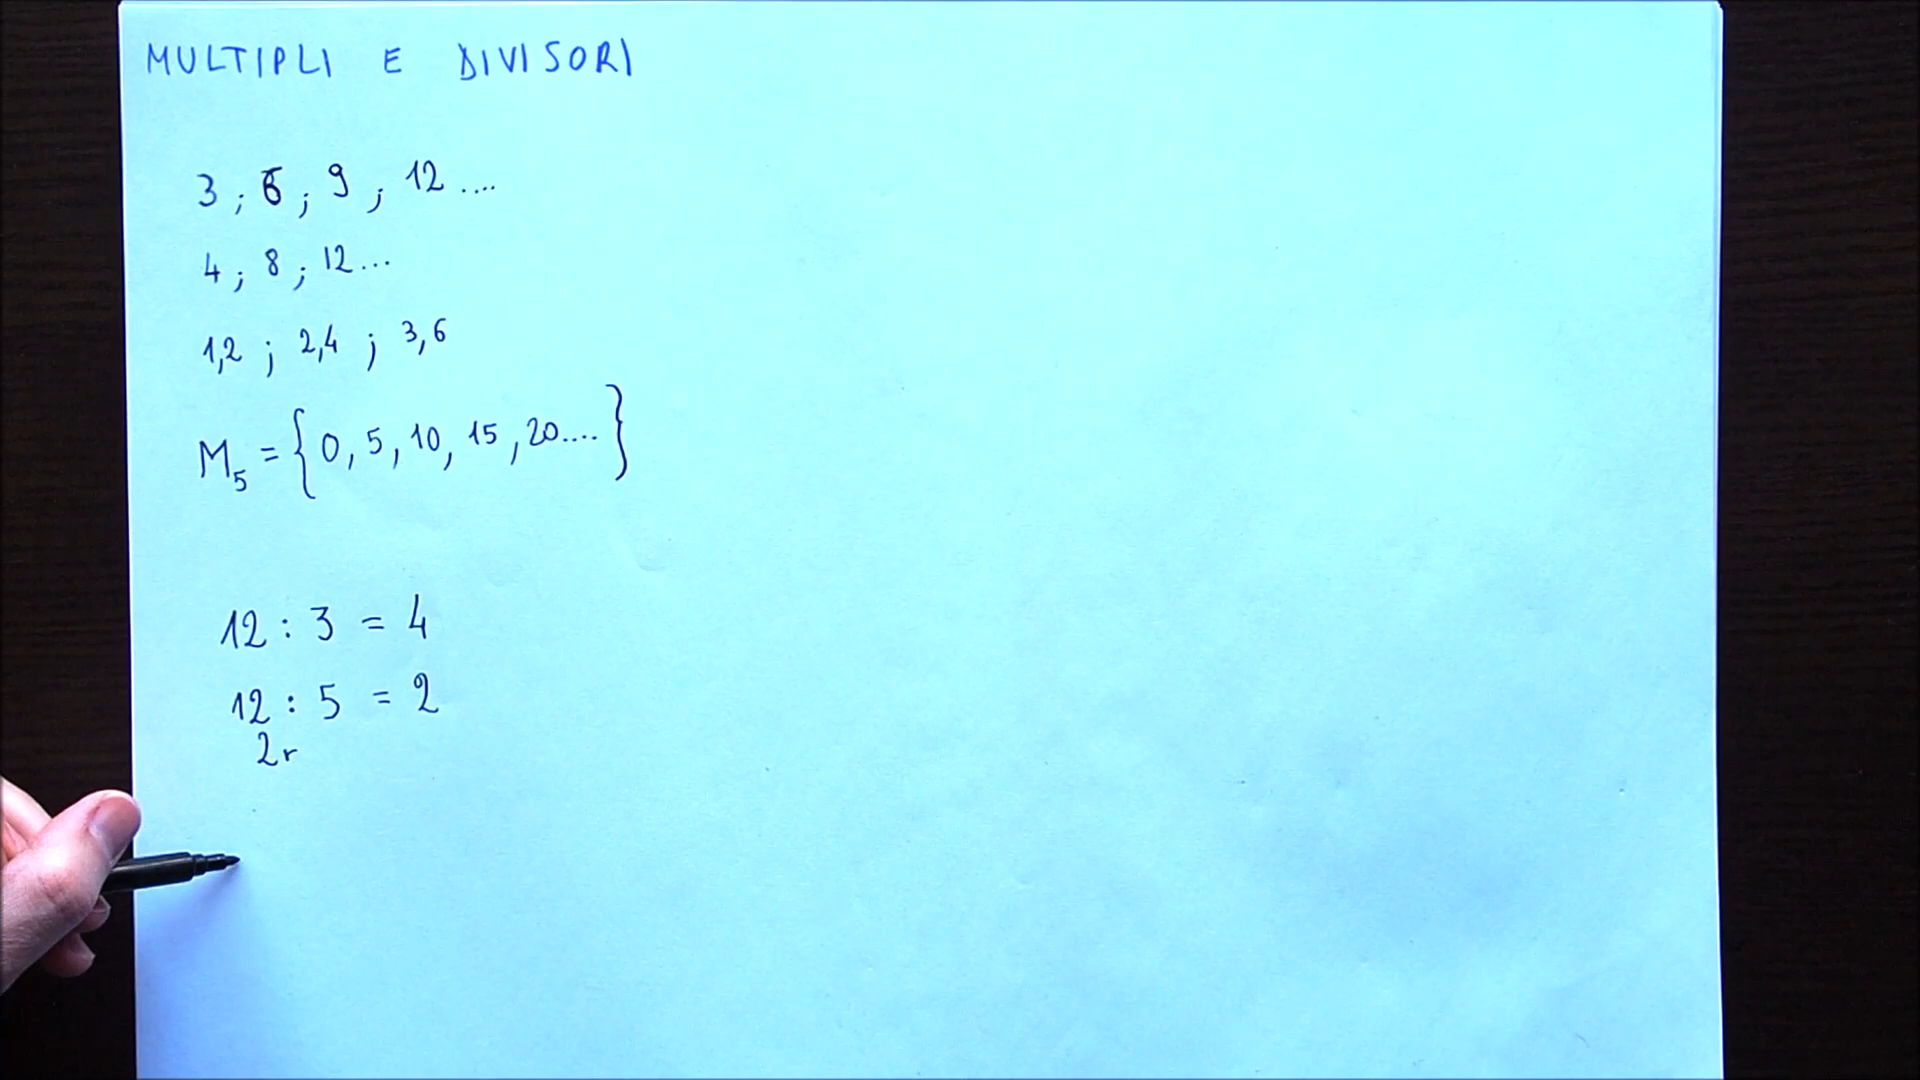 MULTIPLI E DIVISORI
3 ; 6 ; 9 ; 12 ....
4 ; 8 ; 12 ...
1,2 ; 2,4 ; 3,6
M5 = {0, 5, 10, 15, 20....}
12 : 3 = 4
12 : 5 = 2
2r